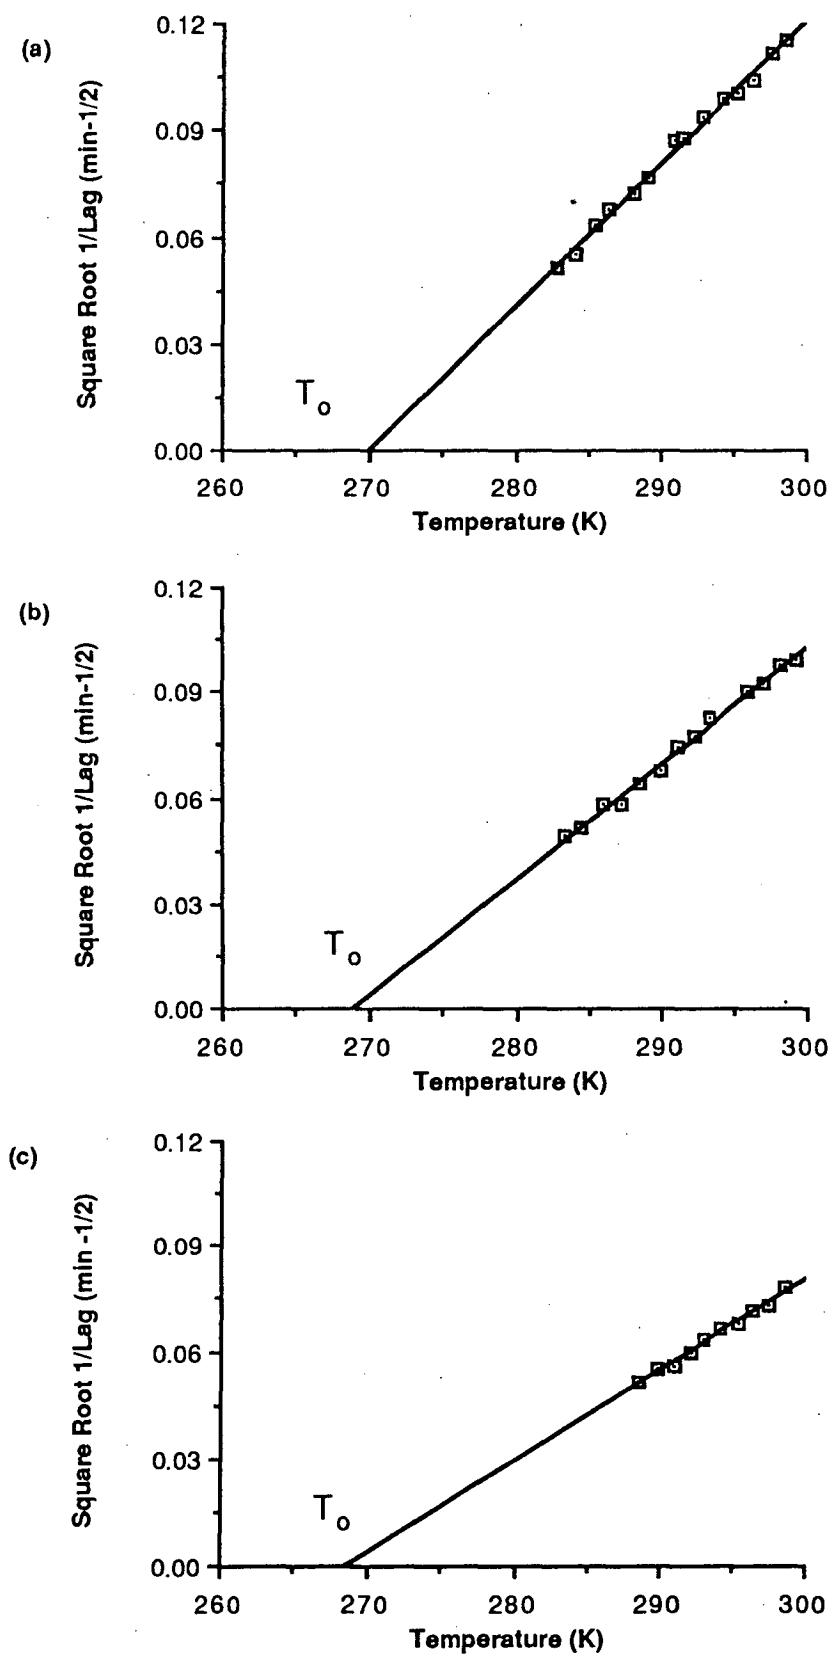 (a)
Square Root 1/Lag (min-1/2)
0.12
0.09
0.06
0.03
0.00
To
260 270 280 290 300
Temperature (K)
(b)
Square Root 1/Lag (min-1/2)
0.12
0.09
0.06
0.03
0.00
To
260 270 280 290 300
Temperature (K)
(c)
Square Root 1/Lag (min -1/2)
0.12
0.09
0.06
0.03
0.00
To
260 270 280 290 300
Temperature (K)